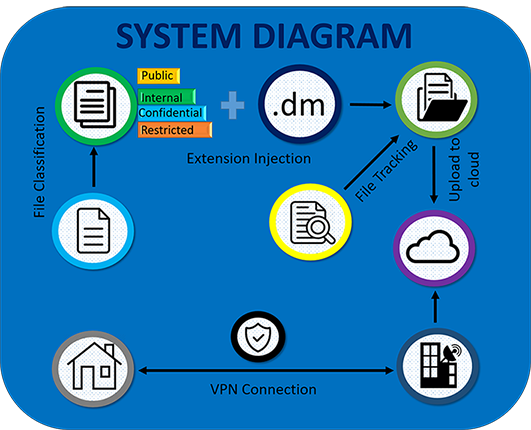 SYSTEM DIAGRAM
Public
Internal
Confidential
Restricted
.dm
Extension Injection
File Classification
File Tracking
Upload to
cloud
VPN Connection